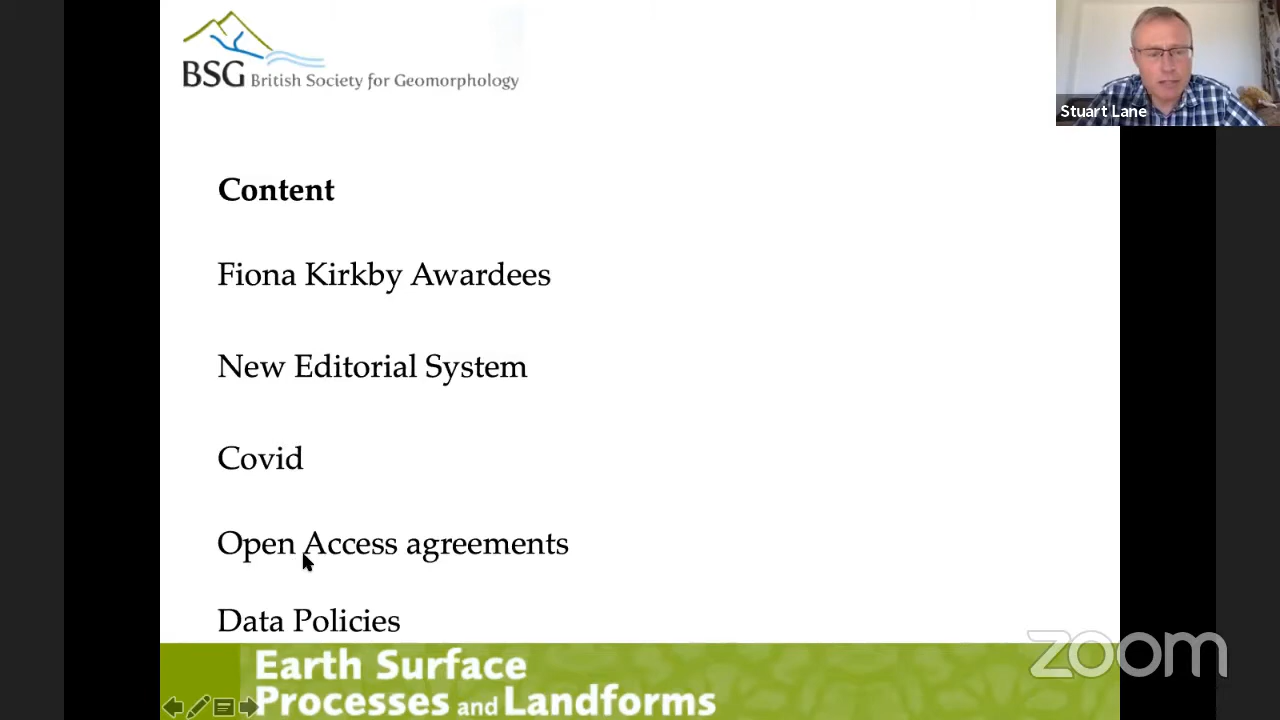 BSG British Society for Geomorphology
Stuart Lane
Content
Fiona Kirkby Awardees
New Editorial System
Covid
Open Access agreements
Data Policies
Earth Surface
Processes and Landforms
zoom